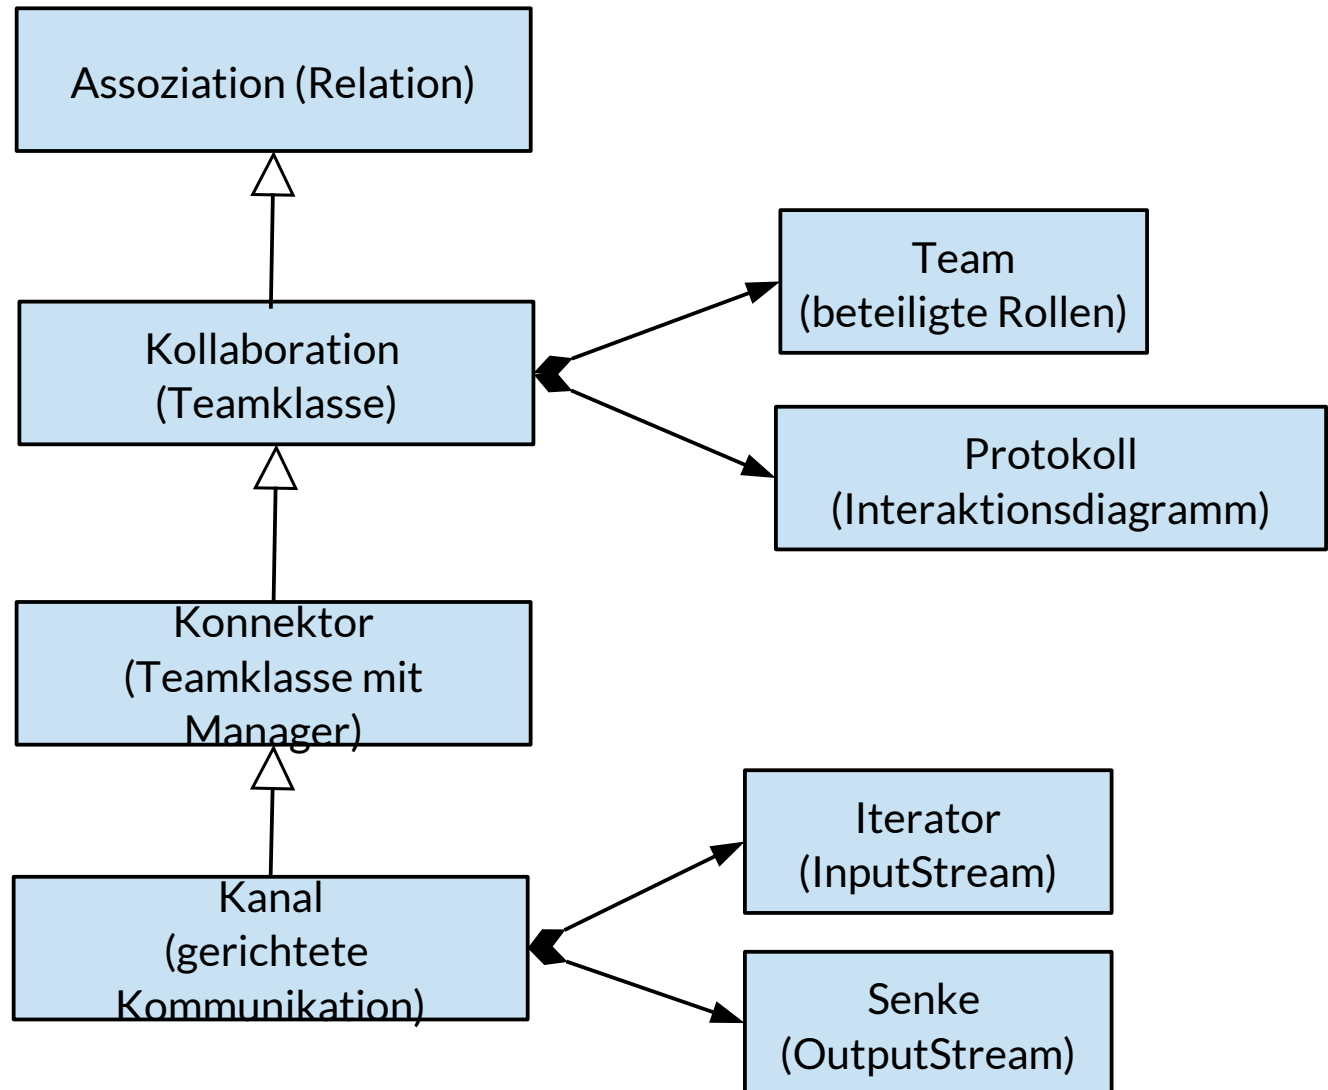 Assoziation (Relation)
Team
(beteiligte Rollen)
Kollaboration
(Teamklasse)
Protokoll
(Interaktionsdiagramm)
Konnektor
(Teamklasse mit
Manager)
Iterator
(InputStream)
Kanal
(gerichtete
Kommunikation)
Senke
(OutputStream)